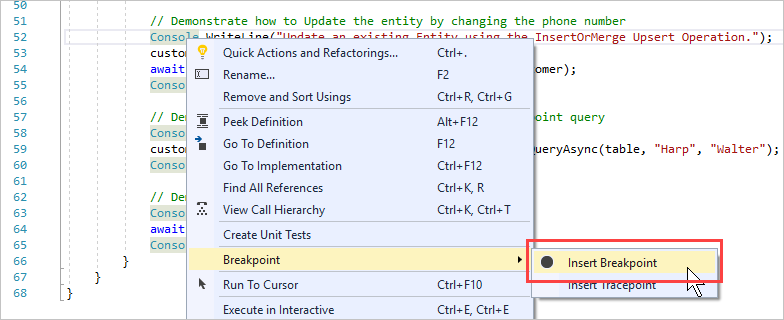 50
51 // Demonstrate how to Update the entity by changing the phone number
52 Console.WriteLine("Update an existing Entity using the InsertOrMerge Upsert Operation.");
53 custom
54 await omer);
55 Conso
56
57 // De oint query
58 Conso
59 custom ueryAsync(table, "Harp", "Walter");
60 Conso
61
62
63 // De
63 Conso
64 await
65 Conso
66 }
67 }
68 }
Quick Actions and Refactorings... Ctrl+.
Rename... F2
Remove and Sort Usings Ctrl+R, Ctrl+G
Peek Definition Alt+F12
Go To Definition F12
Go To Implementation Ctrl+F12
Find All References Ctrl+K, R
View Call Hierarchy Ctrl+K, Ctrl+T
Create Unit Tests
Breakpoint
Run To Cursor Ctrl+F10
Execute in Interactive Ctrl+E, Ctrl+E
Insert Breakpoint
Insert Tracepoint